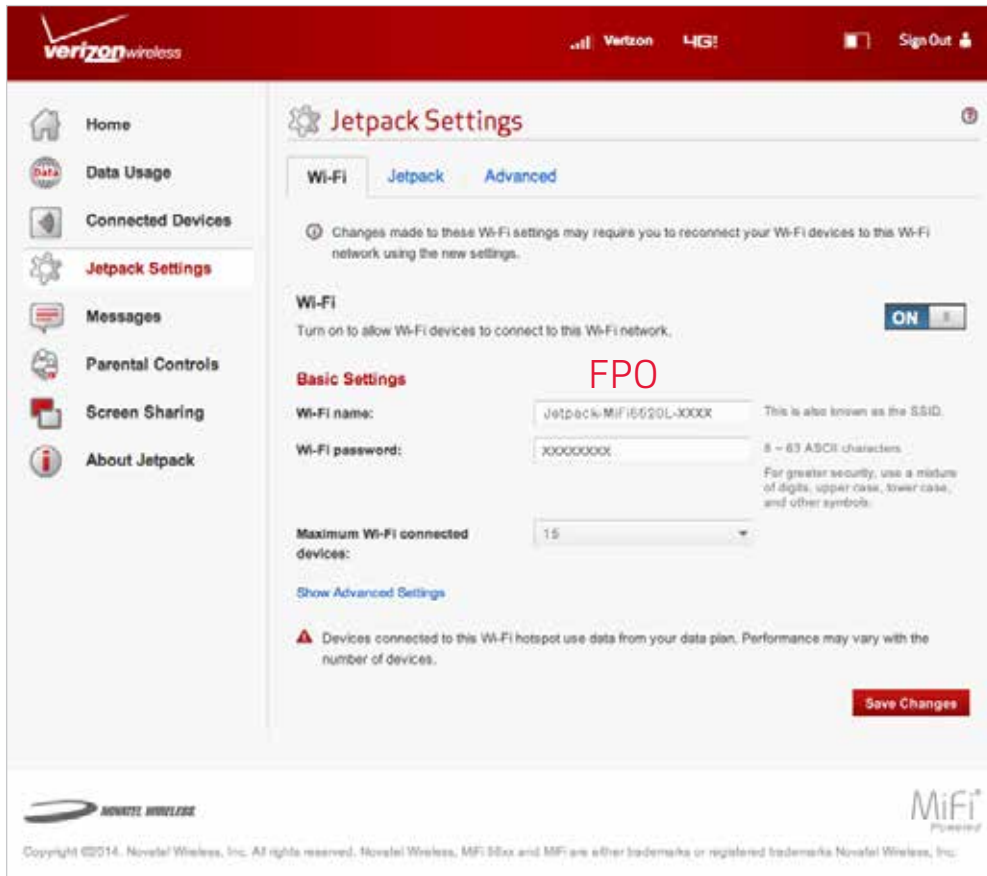 verizonwireless
Verizon 4G Sign Out
Home
Data Usage
Connected Devices
Jetpack Settings
Messages
Parental Controls
Screen Sharing
About Jetpack
Data
Jetpack Settings
Wi-Fi Jetpack Advanced
Changes made to these Wi-Fi settings may require you to reconnect your Wi-Fi devices to this Wi-Fi
network using the new settings.
Wi-Fi
Turn on to allow Wi-Fi devices to connect to this Wi-Fi network.
ON
FPO
Basic Settings
Wi-Fi name: Jetpack-MiFi6620L-XXXX This is also known as the SSID.
Wi-Fi password: XXXXXXXX 8 – 63 ASCII characters
For greater security, use a mixture
of digits, upper case, lower case,
and other symbols.
Maximum Wi-Fi connected 15
devices:
Show Advanced Settings
Devices connected to this Wi-Fi hotspot use data from your data plan. Performance may vary with the
number of devices.
Save Changes
NOVATEL WIRELESS
MiFi
Powered
Copyright ©2014. Novatel Wireless, Inc. All rights reserved. Novatel Wireless, MiFi and MiFi are either trademarks or registered trademarks Novatel Wireless, Inc.